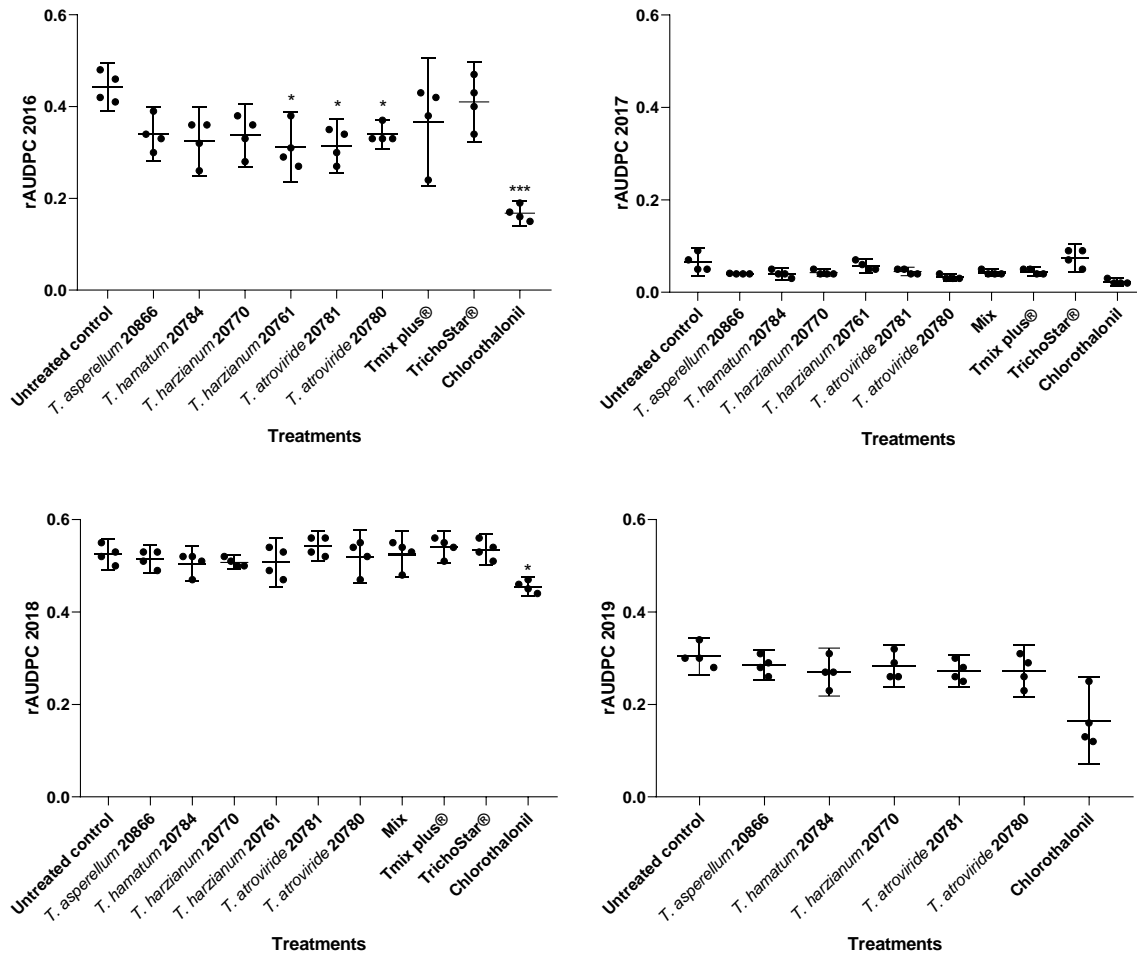 0.6
0.4
0.2
0.0
rAUDPC 2016
*
*
*
***
Untreated control
T. asperellum 20866
T. hamatum 20784
T. harzianum 20770
T. harzianum 20761
T. atroviride 20781
T. atroviride 20780
Tmix plus®
TrichoStar®
Chlorothalonil
Treatments
0.6
0.4
0.2
0.0
rAUDPC 2017
Untreated control
T. asperellum 20866
T. hamatum 20784
T. harzianum 20770
T. harzianum 20761
T. atroviride 20781
T. atroviride 20780
Mix
Tmix plus®
TrichoStar®
Chlorothalonil
Treatments
0.6
0.4
0.2
0.0
rAUDPC 2018
*
Untreated control
T. asperellum 20866
T. hamatum 20784
T. harzianum 20770
T. harzianum 20761
T. atroviride 20781
T. atroviride 20780
Mix
Tmix plus®
TrichoStar®
Chlorothalonil
Treatments
0.6
0.4
0.2
0.0
rAUDPC 2019
Untreated control
T. asperellum 20866
T. hamatum 20784
T. harzianum 20770
T. atroviride 20781
T. atroviride 20780
Chlorothalonil
Treatments